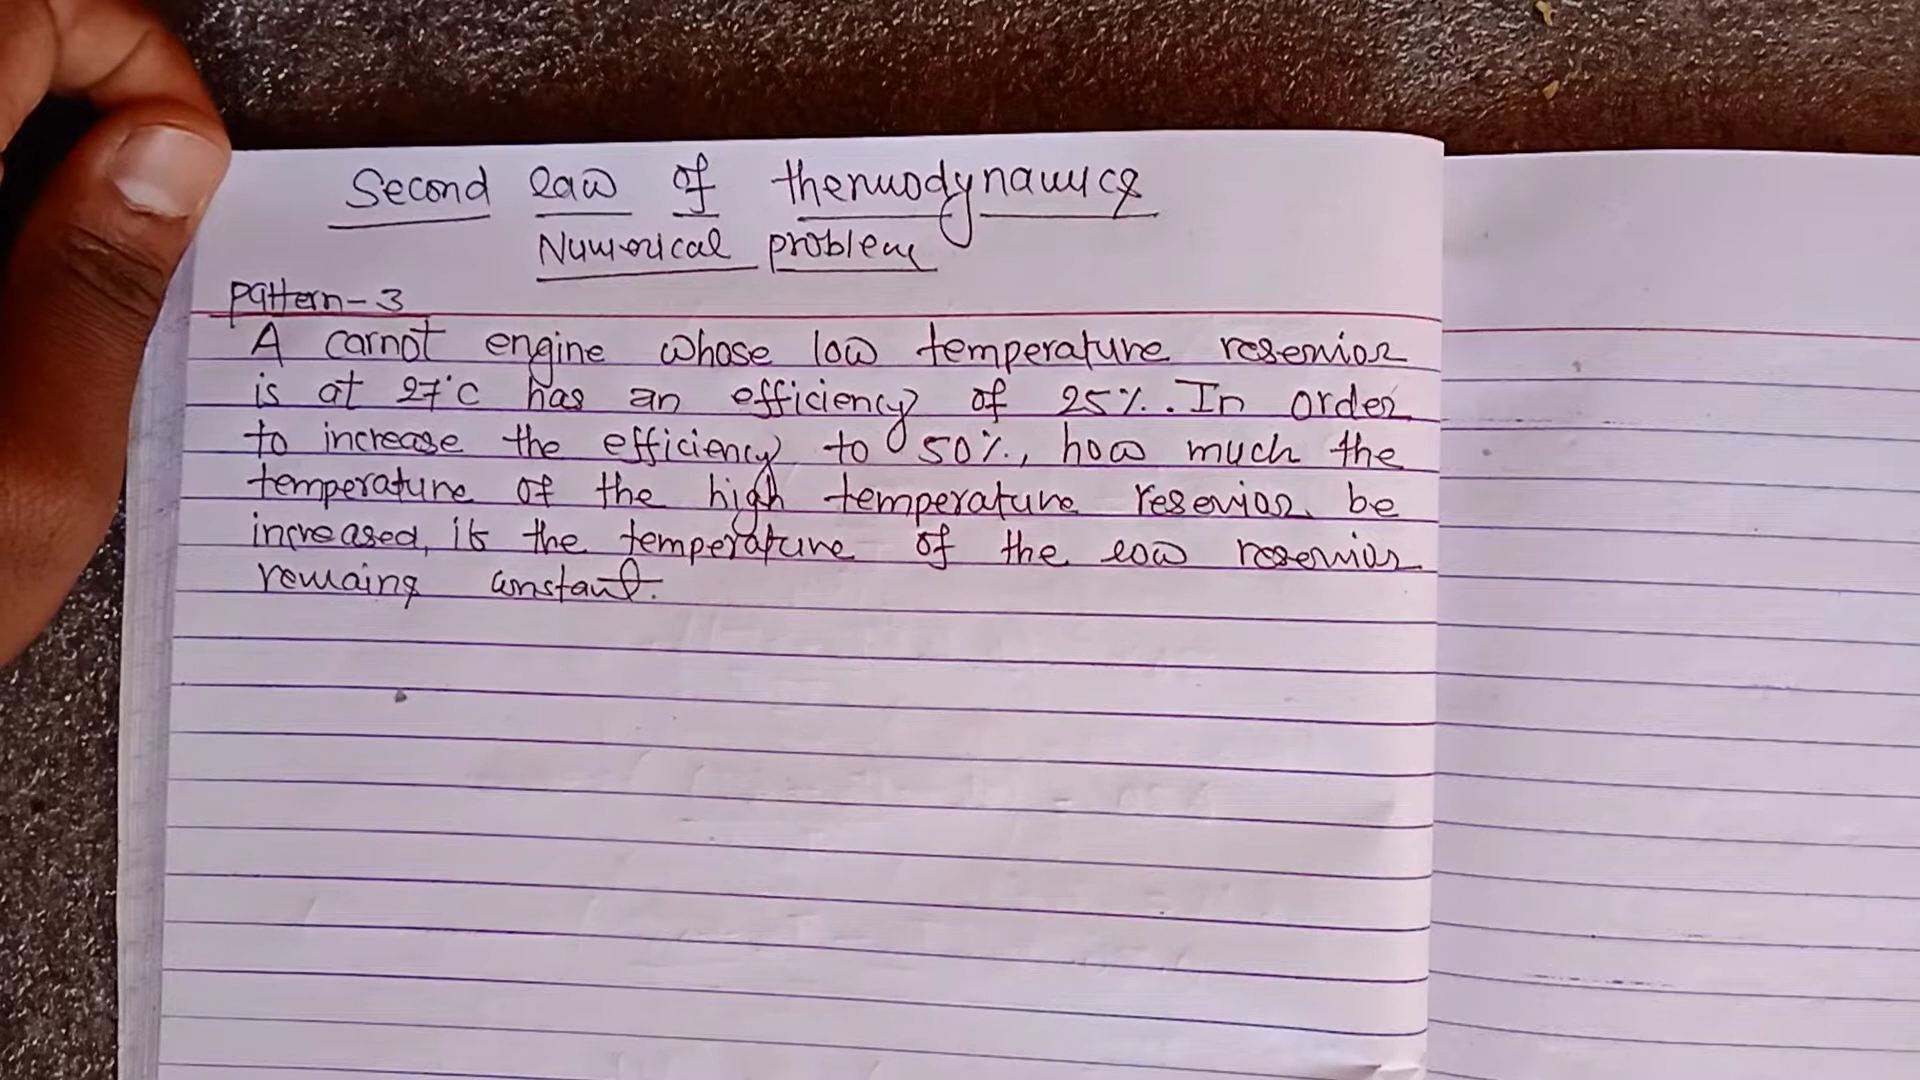 Second law of thermodynamics
Numerical problem
pattern-3
A carnot engine whose low temperature reservior
is at 27°C has an efficiency of 25%. In order
to increase the efficiency to 50%, how much the
temperature of the high temperature reservior be
increased, if the temperature of the low reservior
remains constant.